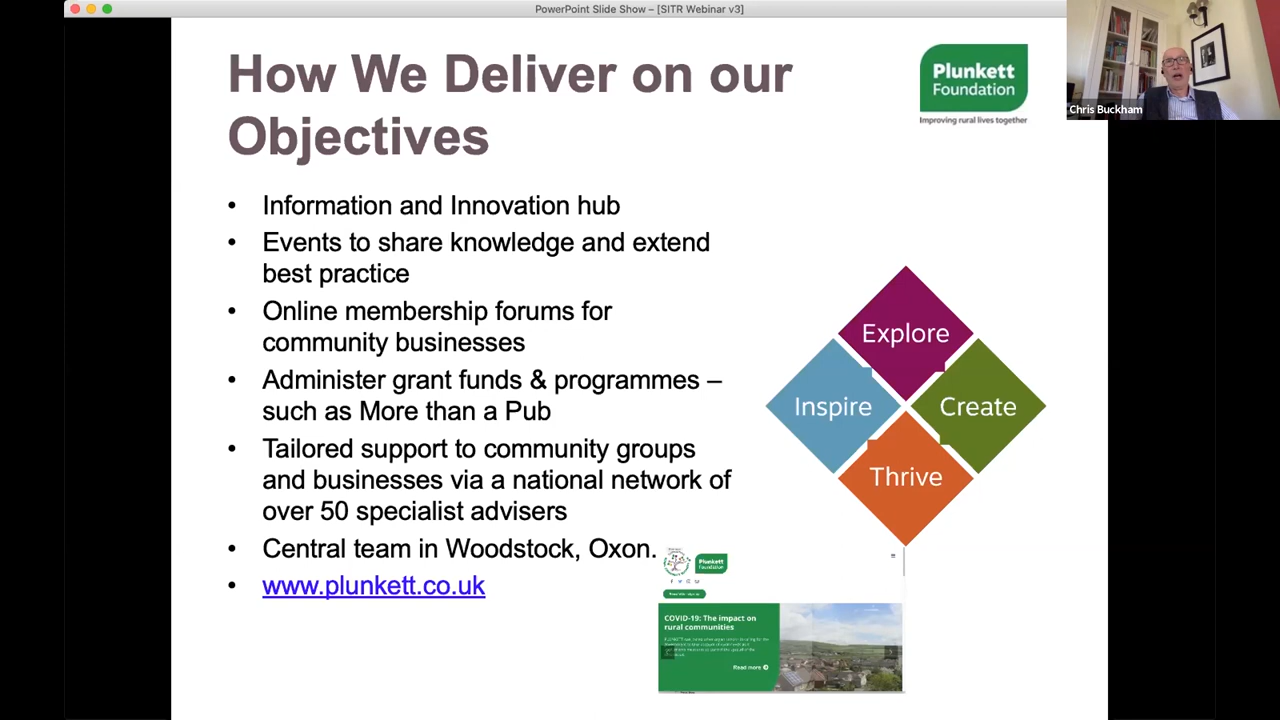 PowerPoint Slide Show – [SITR Webinar v3]
How We Deliver on our
Objectives
Plunkett
Foundation
Improving rural lives together
Chris Buckham
• Information and Innovation hub
• Events to share knowledge and extend
best practice
• Online membership forums for
community businesses
• Administer grant funds & programmes –
such as More than a Pub
• Tailored support to community groups
and businesses via a national network of
over 50 specialist advisers
• Central team in Woodstock, Oxon.
• www.plunkett.co.uk
Explore
Inspire
Create
Thrive
Plunkett
Foundation
COVID-19: The impact on
rural communities
Read more